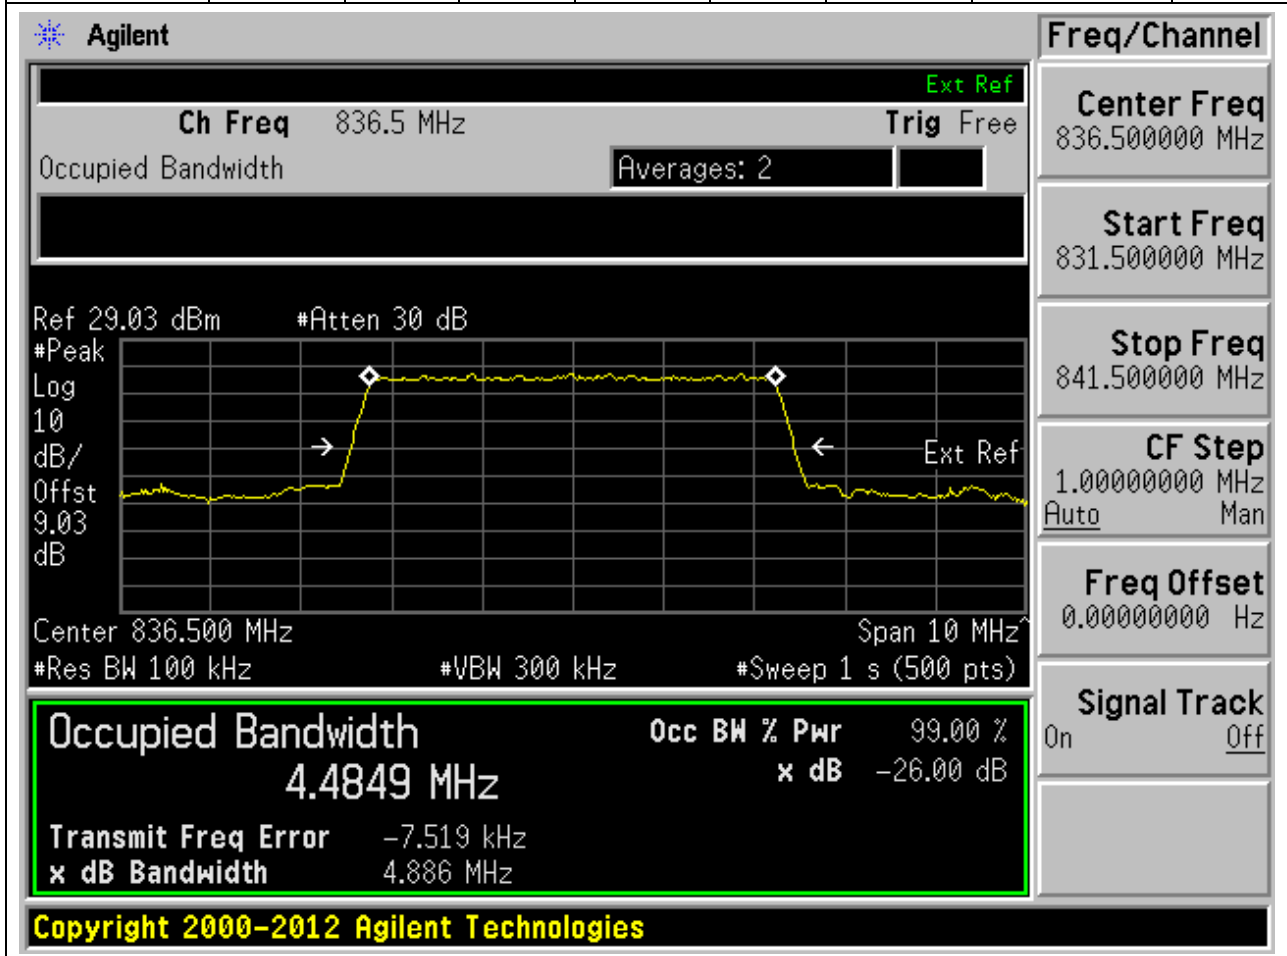 Agilent
Freq/Channel
Ext Ref
Ch Freq 836.5 MHz Trig Free
Occupied Bandwidth Averages: 2
Center Freq
836.500000 MHz
Start Freq
831.500000 MHz
Stop Freq
841.500000 MHz
CF Step
1.00000000 MHz
Auto Man
Freq Offset
0.00000000 Hz
Signal Track
On Off
Ref 29.03 dBm #Atten 30 dB
#Peak
Log
10
dB/
Offst
9.03
dB
Ext Ref
Center 836.500 MHz Span 10 MHz^
#Res BW 100 kHz #VBW 300 kHz #Sweep 1 s (500 pts)
Occupied Bandwidth Occ BW % Pwr 99.00 %
4.4849 MHz x dB -26.00 dB
Transmit Freq Error -7.519 kHz
x dB Bandwidth 4.886 MHz
Copyright 2000-2012 Agilent Technologies